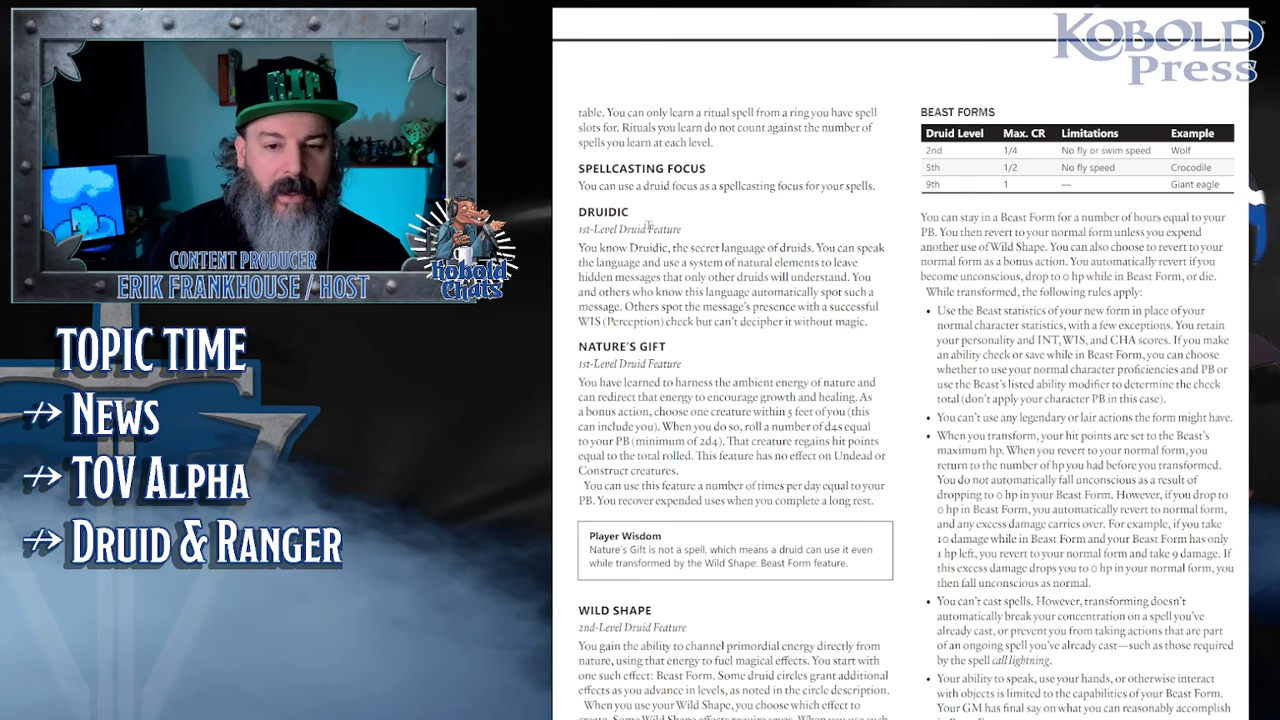 KOBOLD
Press
RIP
CONTENT PRODUCER
ERIK FRANKHOUSE / HOST
Kobold
Chats
TOPIC TIME
News
TOV Alpha
Druid & Ranger
table. You can only learn a ritual spell from a ring you have spell
slots for. Rituals you learn do not count against the number of
spells you learn at each level.
SPELLCASTING FOCUS
You can use a druid focus as a spellcasting focus for your spells.
DRUIDIC
1st-Level Druid Feature
You know Druidic, the secret language of druids. You can speak
the language and use a system of natural elements to leave
hidden messages that only other druids will understand. You
and others who know this language automatically spot such a
message. Others spot the message's presence with a successful
WIS (Perception) check but can't decipher it without magic.
NATURE'S GIFT
1st-Level Druid Feature
You have learned to harness the ambient energy of nature and
can redirect that energy to encourage growth and healing. As
a bonus action, choose one creature within 5 feet of you (this
can include you). When you do so, roll a number of d4s equal
to your PB (minimum of 2d4). That creature regains hit points
equal to the total rolled. This feature has no effect on Undead or
Construct creatures.
You can use this feature a number of times per day equal to your
PB. You recover expended uses when you complete a long rest.
Player Wisdom
Nature's Gift is not a spell, which means a druid can use it even
while transformed by the Wild Shape: Beast Form feature.
WILD SHAPE
2nd-Level Druid Feature
You gain the ability to channel primordial energy directly from
nature, using that energy to fuel magical effects. You start with
one such effect: Beast Form. Some druid circles grant additional
effects as you advance in levels, as noted in the circle description.
When you use your Wild Shape, you choose which effect to
create. Some Wild Shape effects require saves. When you use such
BEAST FORMS
Druid Level Max. CR Limitations Example
2nd 1/4 No fly or swim speed Wolf
5th 1/2 No fly speed Crocodile
9th 1 — Giant eagle
You can stay in a Beast Form for a number of hours equal to your
PB. You then revert to your normal form unless you expend
another use of Wild Shape. You can also choose to revert to your
normal form as a bonus action. You automatically revert if you
become unconscious, drop to 0 hp while in Beast Form, or die.
While transformed, the following rules apply:
• Use the Beast statistics of your new form in place of your
normal character statistics, with a few exceptions. You retain
your personality and INT, WIS, and CHA scores. If you make
an ability check or save while in Beast Form, you can choose
whether to use your normal character proficiencies and PB or
use the Beast's listed ability modifier to determine the check
total (don't apply your character PB in this case).
• You can't use any legendary or lair actions the form might have.
• When you transform, your hit points are set to the Beast's
maximum hp. When you revert to your normal form, you
return to the number of hp you had before you transformed.
You do not automatically fall unconscious as a result of
dropping to 0 hp in your Beast Form. However, if you drop to
0 hp in Beast Form, you automatically revert to normal form,
and any excess damage carries over. For example, if you take
10 damage while in Beast Form and your Beast Form has only
1 hp left, you revert to your normal form and take 9 damage. If
this excess damage drops you to 0 hp in your normal form, you
then fall unconscious as normal.
• You can't cast spells. However, transforming doesn't
automatically break your concentration on a spell you've
already cast, or prevent you from taking actions that are part
of an ongoing spell you've already cast—such as those required
by the spell call lightning.
• Your ability to speak, use your hands, or otherwise interact
with objects is limited to the capabilities of your Beast Form.
Your GM has final say on what you can reasonably accomplish